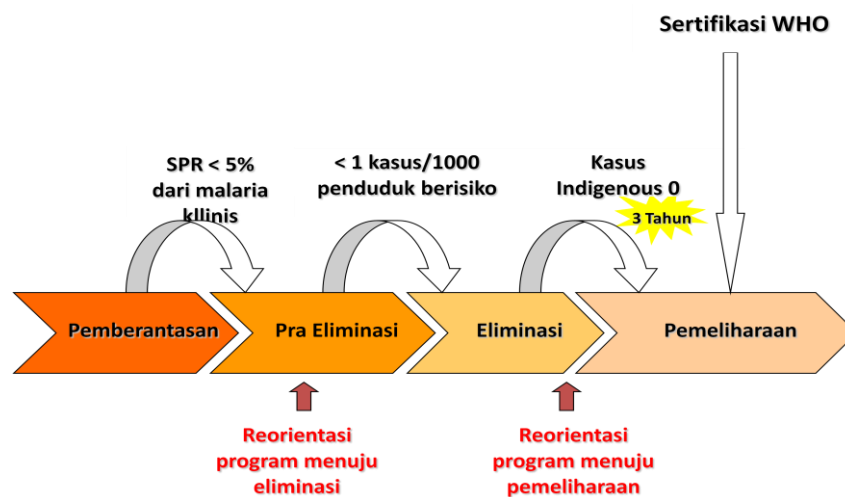 Sertifikasi WHO
SPR < 5%
dari malaria
kllinis
< 1 kasus/1000
penduduk berisiko
Kasus
Indigenous 0
3 Tahun
Pemberantasan
Pra Eliminasi
Eliminasi
Pemeliharaan
Reorientasi
program menuju
eliminasi
Reorientasi
program menuju
pemeliharaan